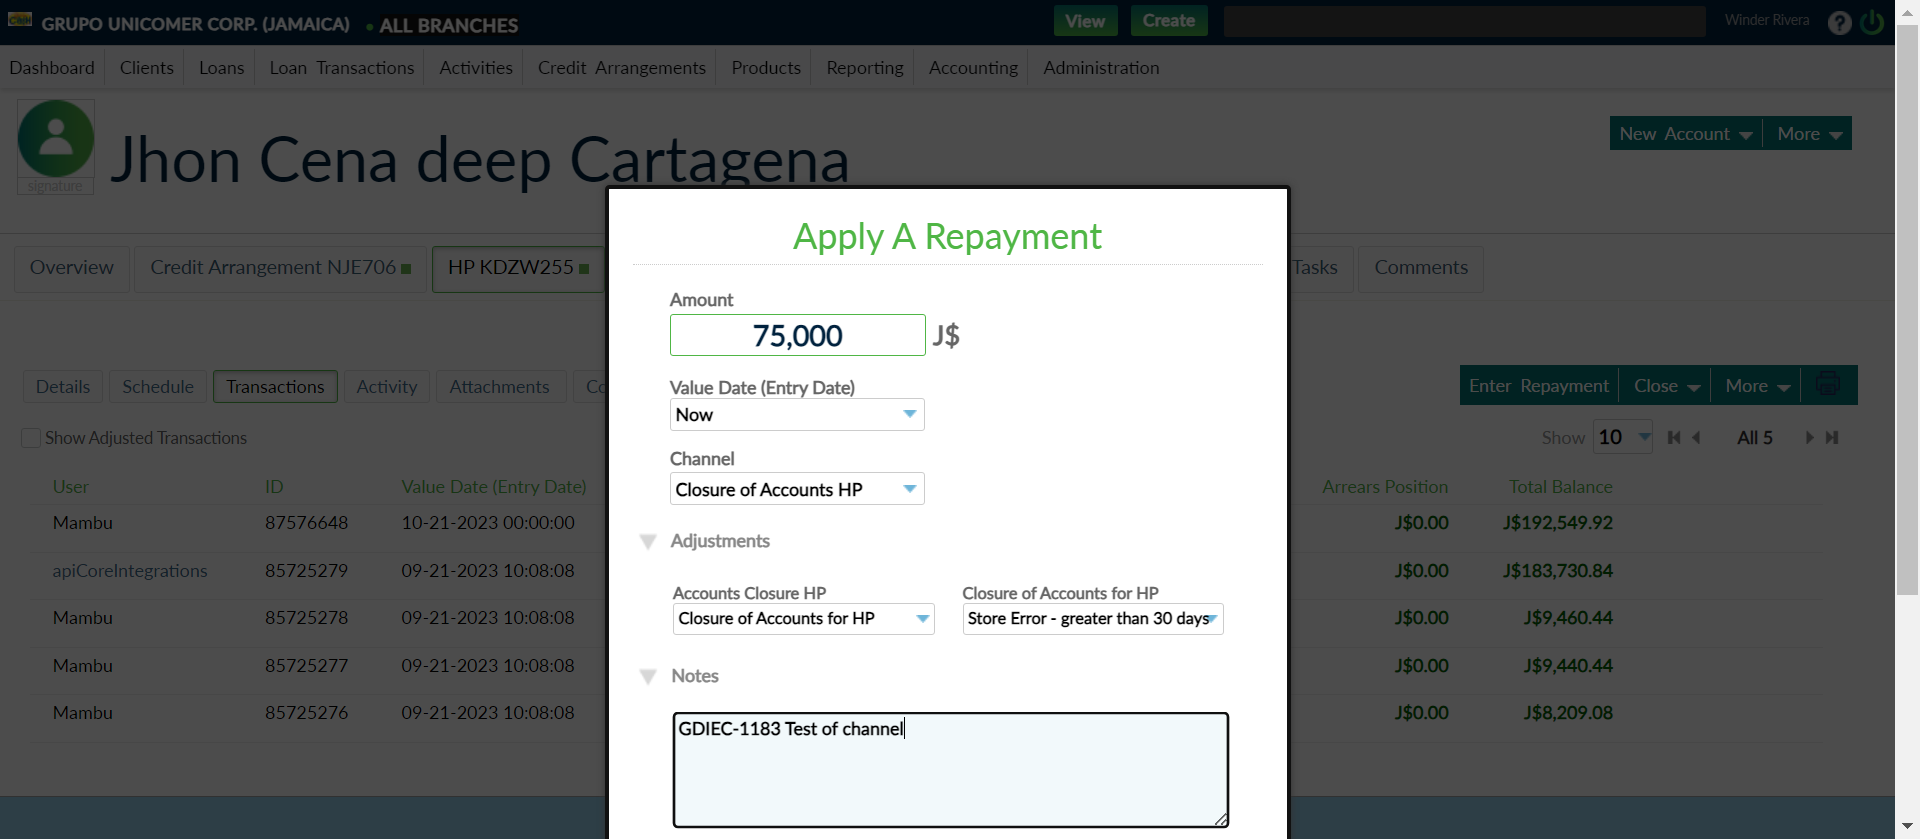 GRUPO UNICOMER CORP. (JAMAICA) ALL BRANCHES View Create Winder Rivera ?
Dashboard Clients Loans Loan Transactions Activities Credit Arrangements Products Reporting Accounting Administration
signature
Jhon Cena deep Cartagena
New Account More
Overview Credit Arrangement NJE706 HP KDZW255 Tasks Comments
Apply A Repayment
Amount
75,000 J$
Value Date (Entry Date)
Now
Channel
Closure of Accounts HP
Adjustments
Accounts Closure HP Closure of Accounts for HP
Closure of Accounts for HP Store Error - greater than 30 days
Notes
GDIEC-1183 Test of channel
Details Schedule Transactions Activity Attachments Co
Enter Repayment Close More
Show Adjusted Transactions
Show 10 All 5
User ID Value Date (Entry Date) Arrears Position Total Balance
Mambu 87576648 10-21-2023 00:00:00 J$0.00 J$192,549.92
apiCoreIntegrations 85725279 09-21-2023 10:08:08 J$0.00 J$183,730.84
Mambu 85725278 09-21-2023 10:08:08 J$0.00 J$9,460.44
Mambu 85725277 09-21-2023 10:08:08 J$0.00 J$9,440.44
Mambu 85725276 09-21-2023 10:08:08 J$0.00 J$8,209.08